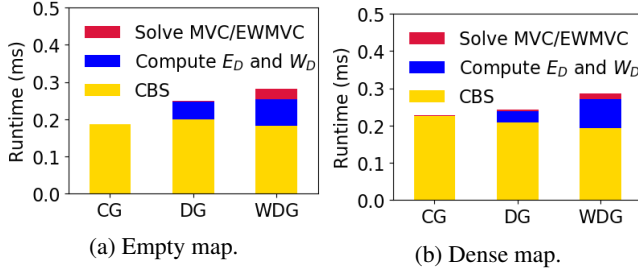 0.5
0.4
0.3
0.2
0.1
0.0
Runtime (ms)
Solve MVC/EWMVC
Compute E_D and W_D
CBS
CG DG WDG
(a) Empty map.
0.5
0.4
0.3
0.2
0.1
0.0
Runtime (ms)
Solve MVC/EWMVC
Compute E_D and W_D
CBS
CG DG WDG
(b) Dense map.